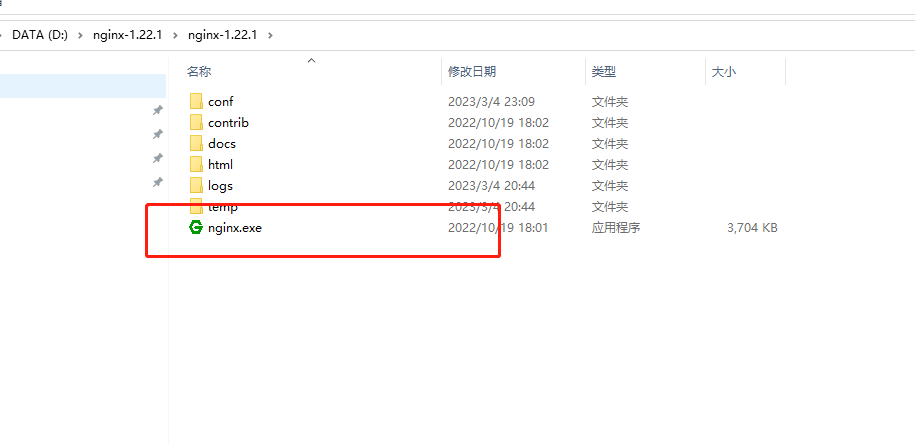 DATA (D:) > nginx-1.22.1 > nginx-1.22.1 >
名称 修改日期 类型 大小
conf 2023/3/4 23:09 文件夹
contrib 2022/10/19 18:02 文件夹
docs 2022/10/19 18:02 文件夹
html 2022/10/19 18:02 文件夹
logs 2023/3/4 20:44 文件夹
temp 2023/3/4 20:44 文件夹
nginx.exe 2022/10/19 18:01 应用程序 3,704 KB